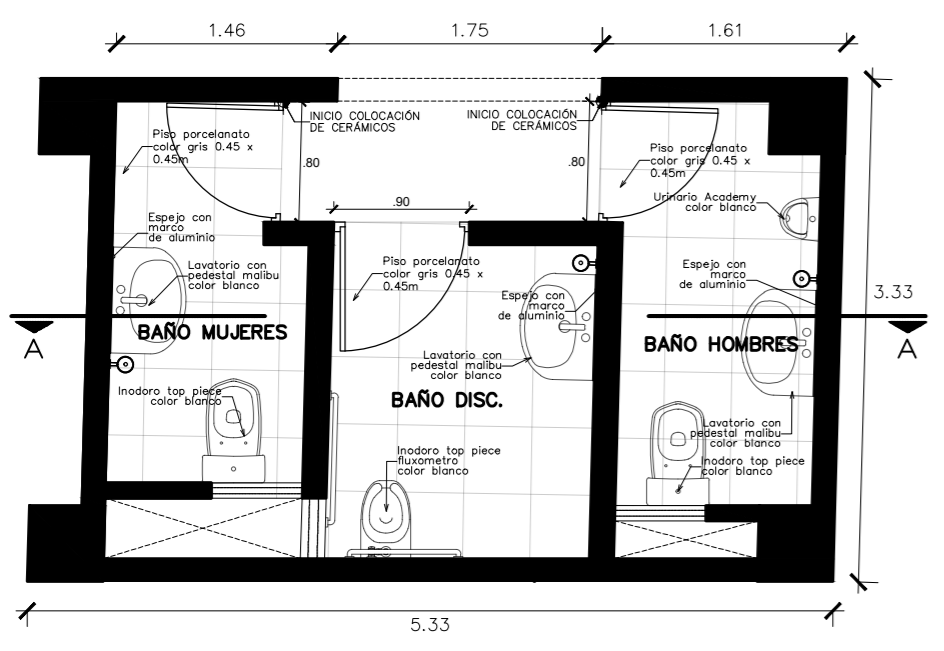 1.46
1.75
1.61
INICIO COLOCACIÓN
DE CERÁMICOS
INICIO COLOCACIÓN
DE CERÁMICOS
Piso porcelanato
color gris 0.45 x
0.45m
.80
.80
Piso porcelanato
color gris 0.45 x
0.45m
Urinario Academy
color blanco
.90
Espejo con
marco
de aluminio
Lavatorio con
pedestal malibu
color blanco
Piso porcelanato
color gris 0.45 x
0.45m
Espejo con
marco
de aluminio
Espejo con
marco
de aluminio
3.33
BAÑO MUJERES
BAÑO HOMBRES
A
A
Lavatorio con
pedestal malibu
color blanco
BAÑO DISC.
Inodoro top piece
color blanco
Lavatorio con
pedestal malibu
color blanco
Inodoro top piece
fluxometro
color blanco
Inodoro top piece
color blanco
5.33